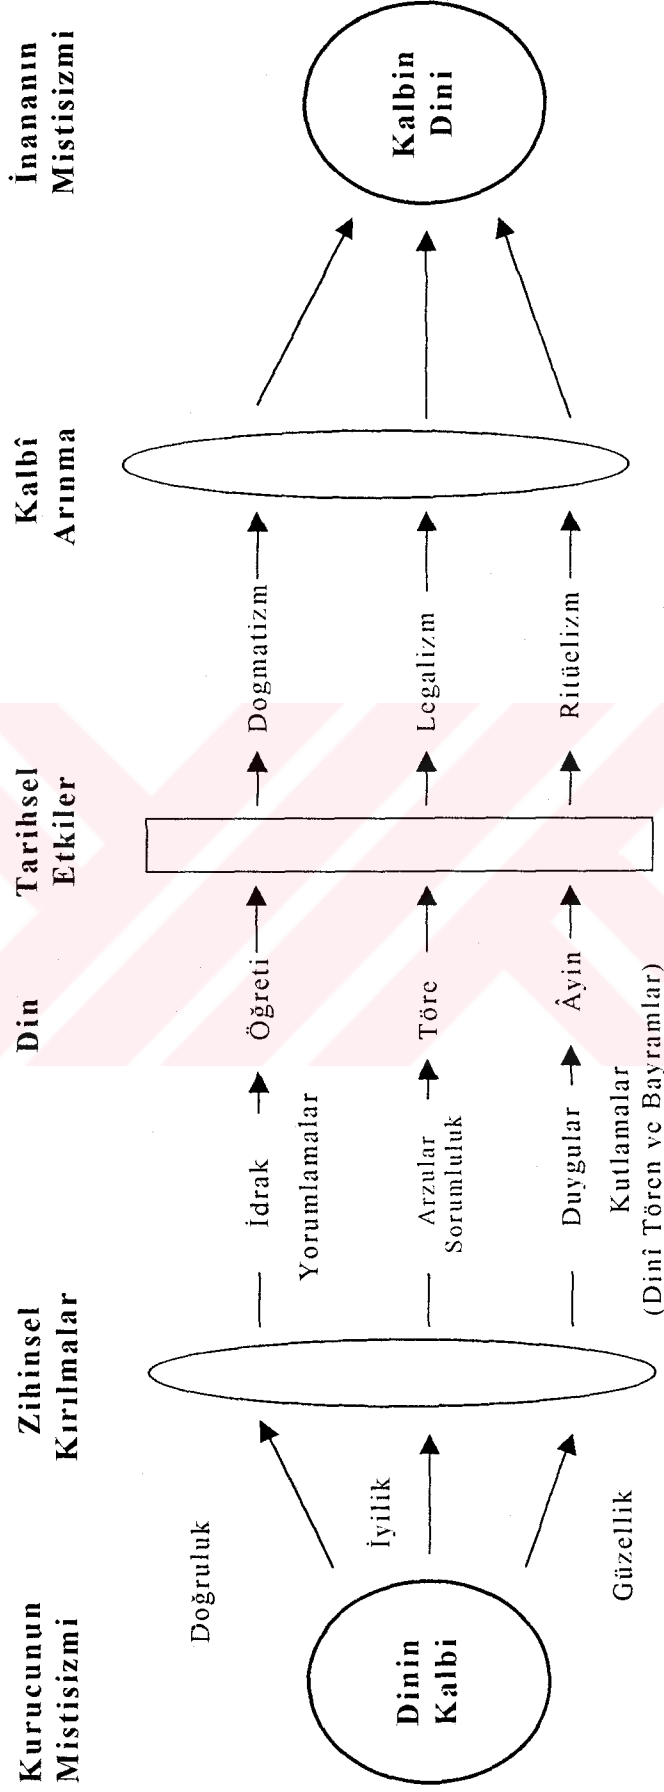 Kurucunun
Mistisizmi
Zihinsel
Kırılmalar
Din
Tarihsel
Etkiler
Kalbî
Arınma
İnananın
Mistisizmi
Doğruluk
İdrak
Yorumlamalar
Öğreti
Dogmatizm
Dinin
Kalbi
İyilik
Arzular
Sorumluluk
Töre
Legalizm
Kalbin
Dini
Güzellik
Duygular
Âyin
Ritüelizm
Kutlamalar
(Dinî Tören ve Bayramlar)